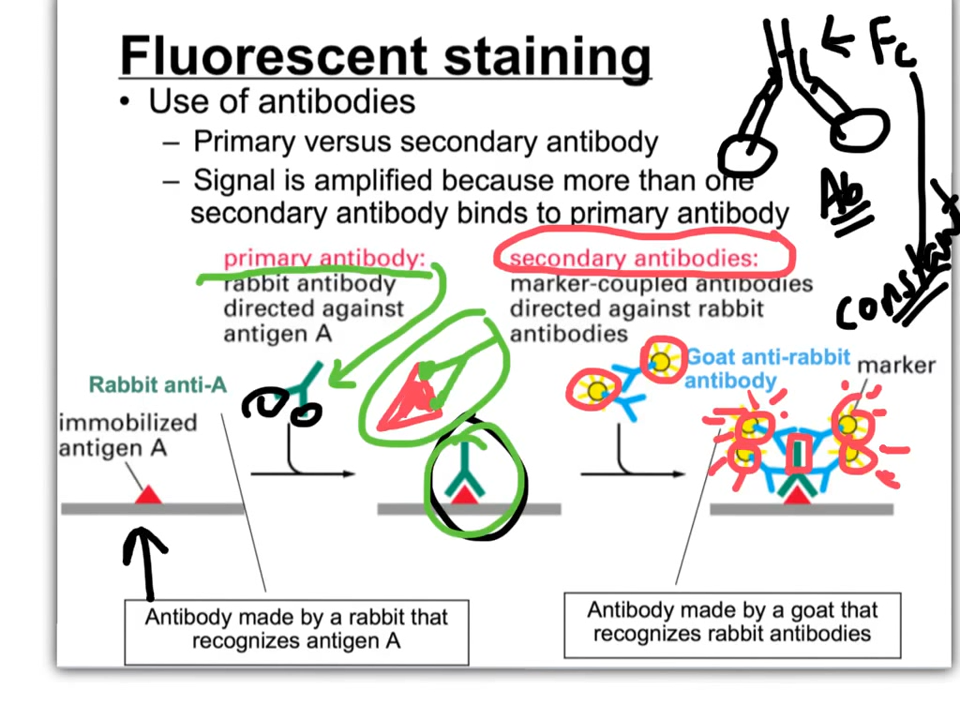 Fluorescent staining
Fc
• Use of antibodies
– Primary versus secondary antibody
– Signal is amplified because more than one
secondary antibody binds to primary antibody
Ab
constant
primary antibody:
rabbit antibody
directed against
antigen A
secondary antibodies:
marker-coupled antibodies
directed against rabbit
antibodies
Rabbit anti-A
immobilized
antigen A
Goat anti-rabbit
antibody
marker
Antibody made by a rabbit that
recognizes antigen A
Antibody made by a goat that
recognizes rabbit antibodies